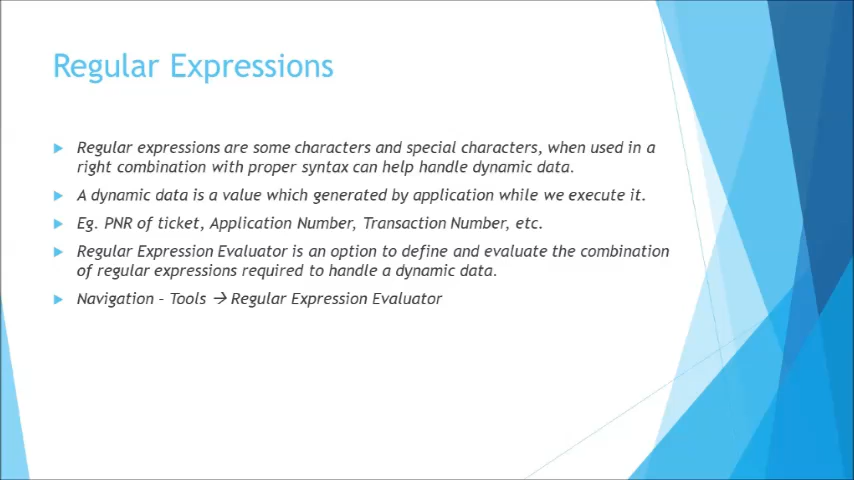 Regular Expressions
Regular expressions are some characters and special characters, when used in a
right combination with proper syntax can help handle dynamic data.
A dynamic data is a value which generated by application while we execute it.
Eg. PNR of ticket, Application Number, Transaction Number, etc.
Regular Expression Evaluator is an option to define and evaluate the combination
of regular expressions required to handle a dynamic data.
Navigation – Tools → Regular Expression Evaluator